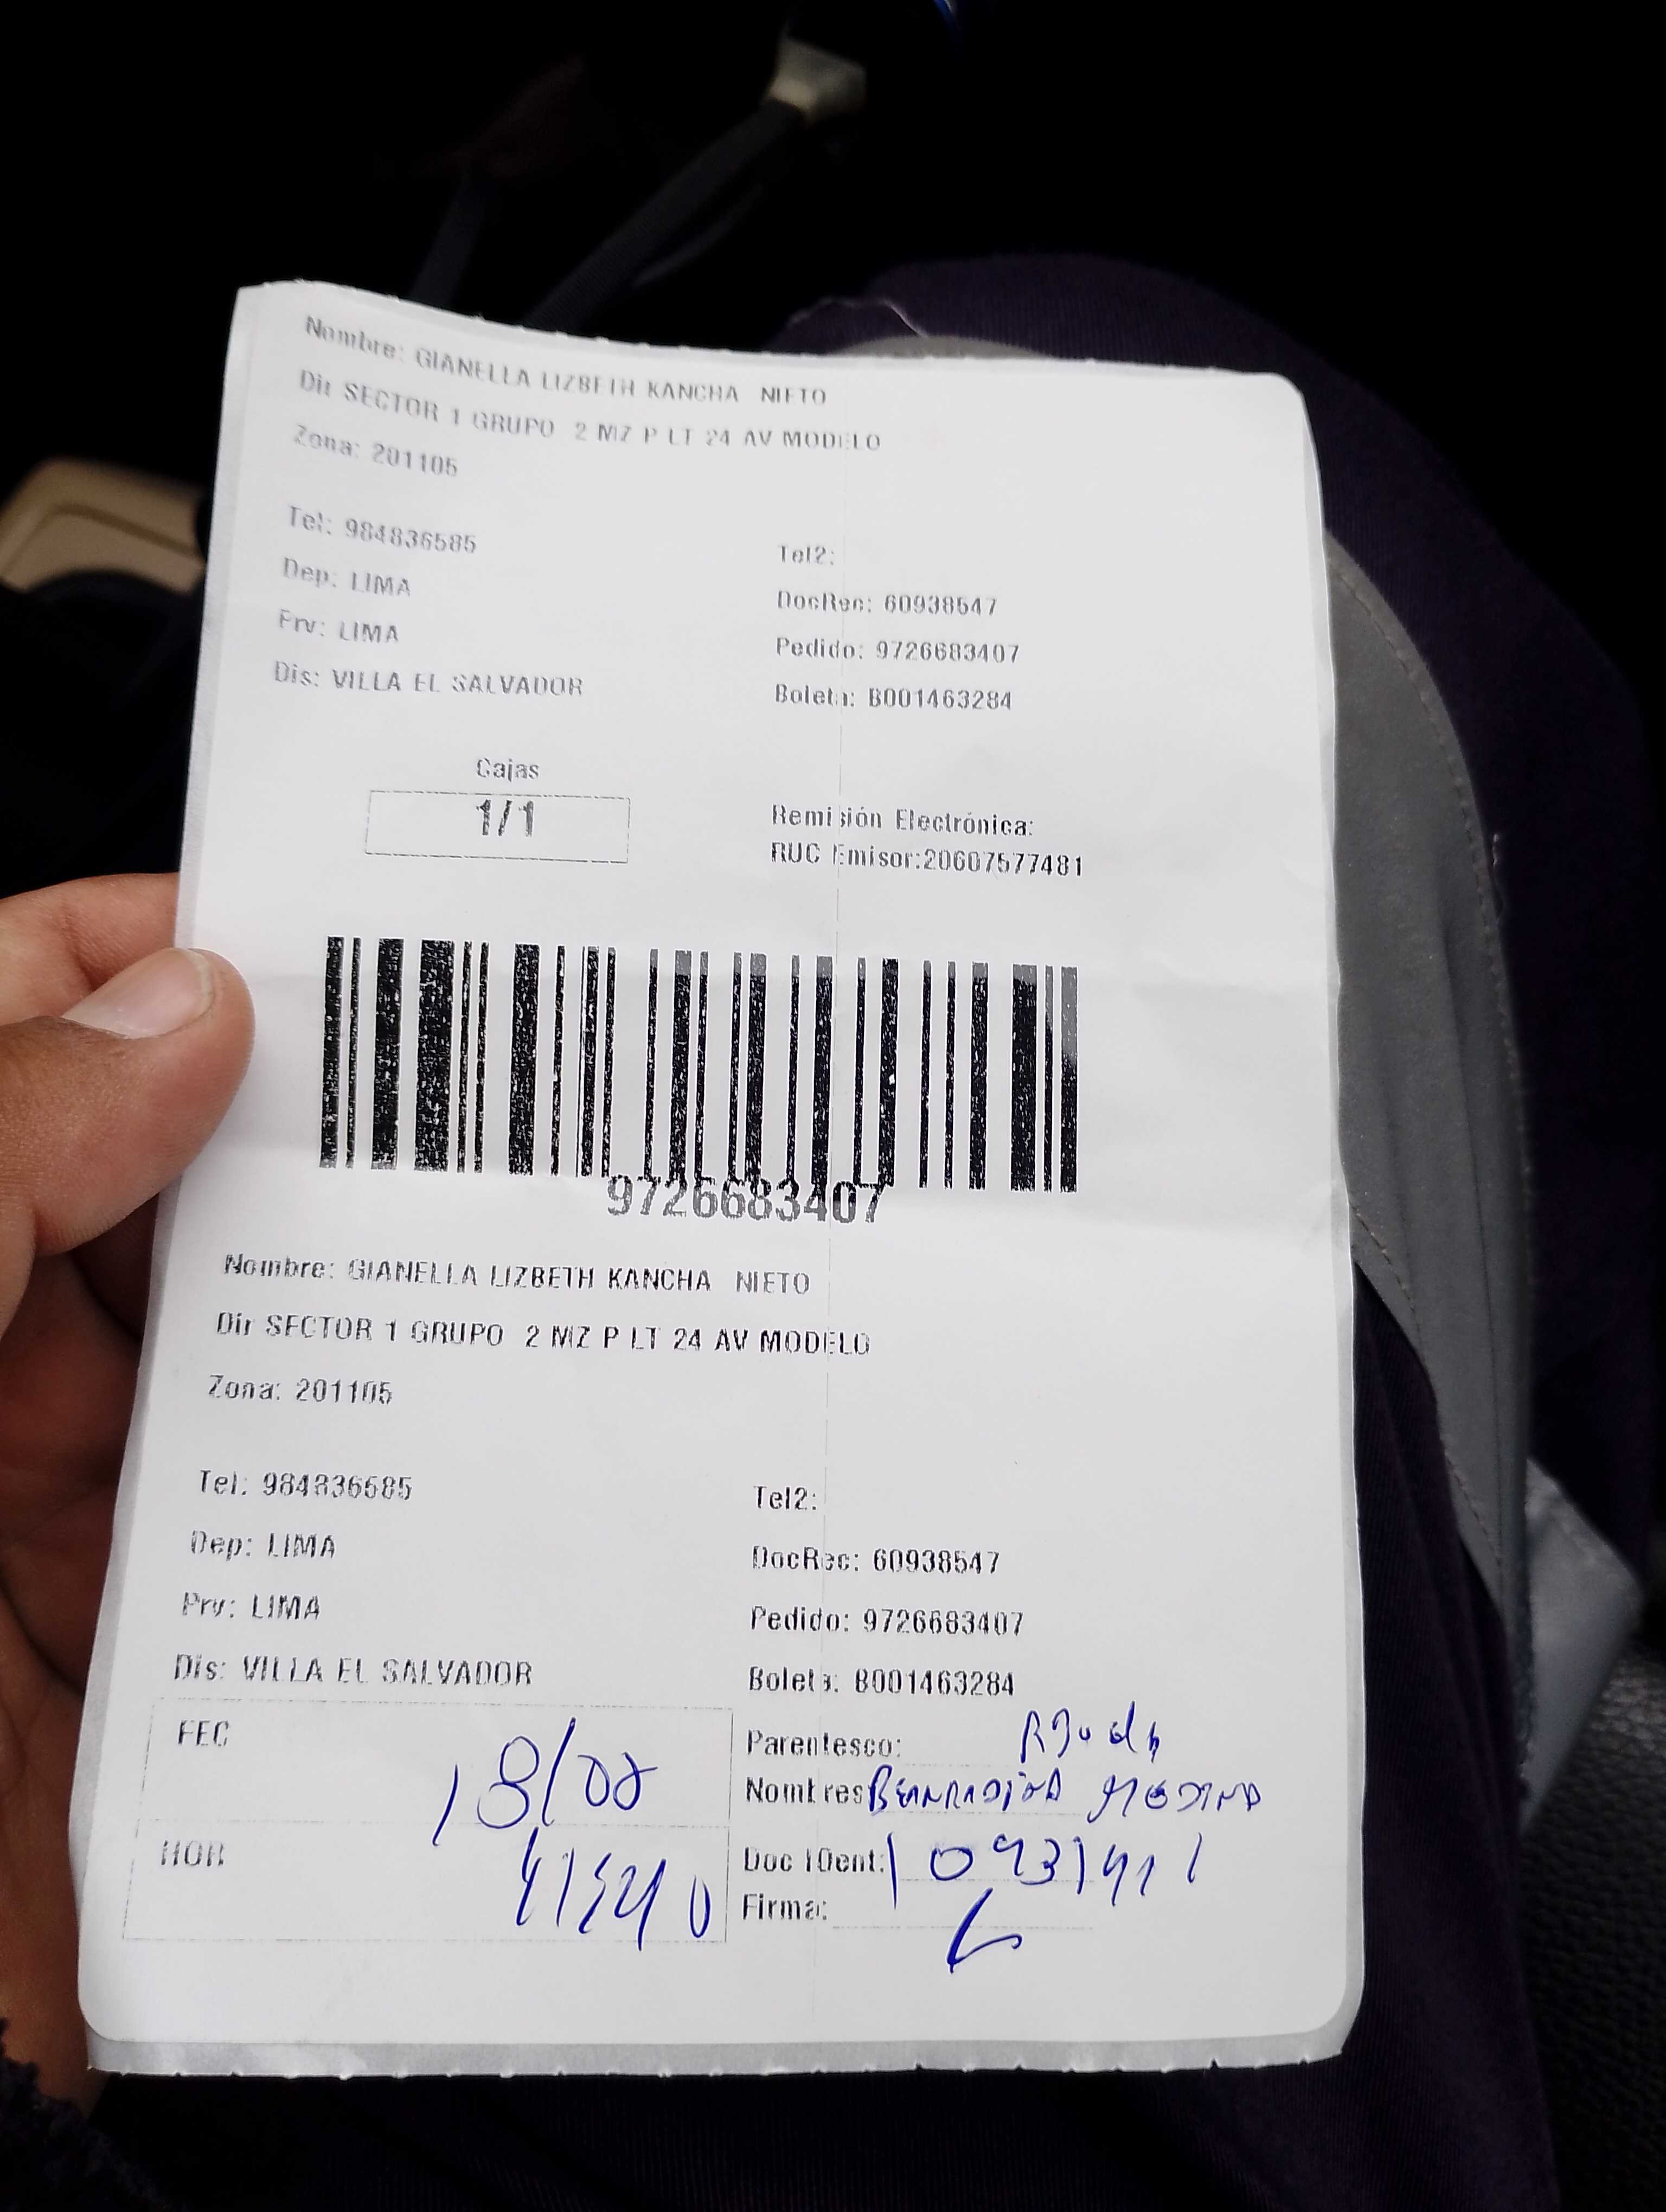 Nombre: GIANELLA LIZBETH KANCHA NIETO
Dir SECTOR 1 GRUPO 2 MZ P LT 24 AV MODELO
Zona: 201105
Tel: 984836585
Tel2:
Dep: LIMA
DocRec: 60938547
Prv: LIMA
Pedido: 9726683407
Dis: VILLA EL SALVADOR
Boleta: B001463284
Cajas
1/1
Remisión Electrónica:
RUC Emisor:20607577481
9726683407
Nombre: GIANELLA LIZBETH KANCHA NIETO
Dir SECTOR 1 GRUPO 2 MZ P LT 24 AV MODELO
Zona: 201105
Tel: 984836585
Tel2:
Dep: LIMA
DocRec: 60938547
Prv: LIMA
Pedido: 9726683407
Dis: VILLA EL SALVADOR
Boleta: B001463284
FEC 18/08
Parentesco:
Nombres: MEDINA
HOR
Doc IDent:
Firma: